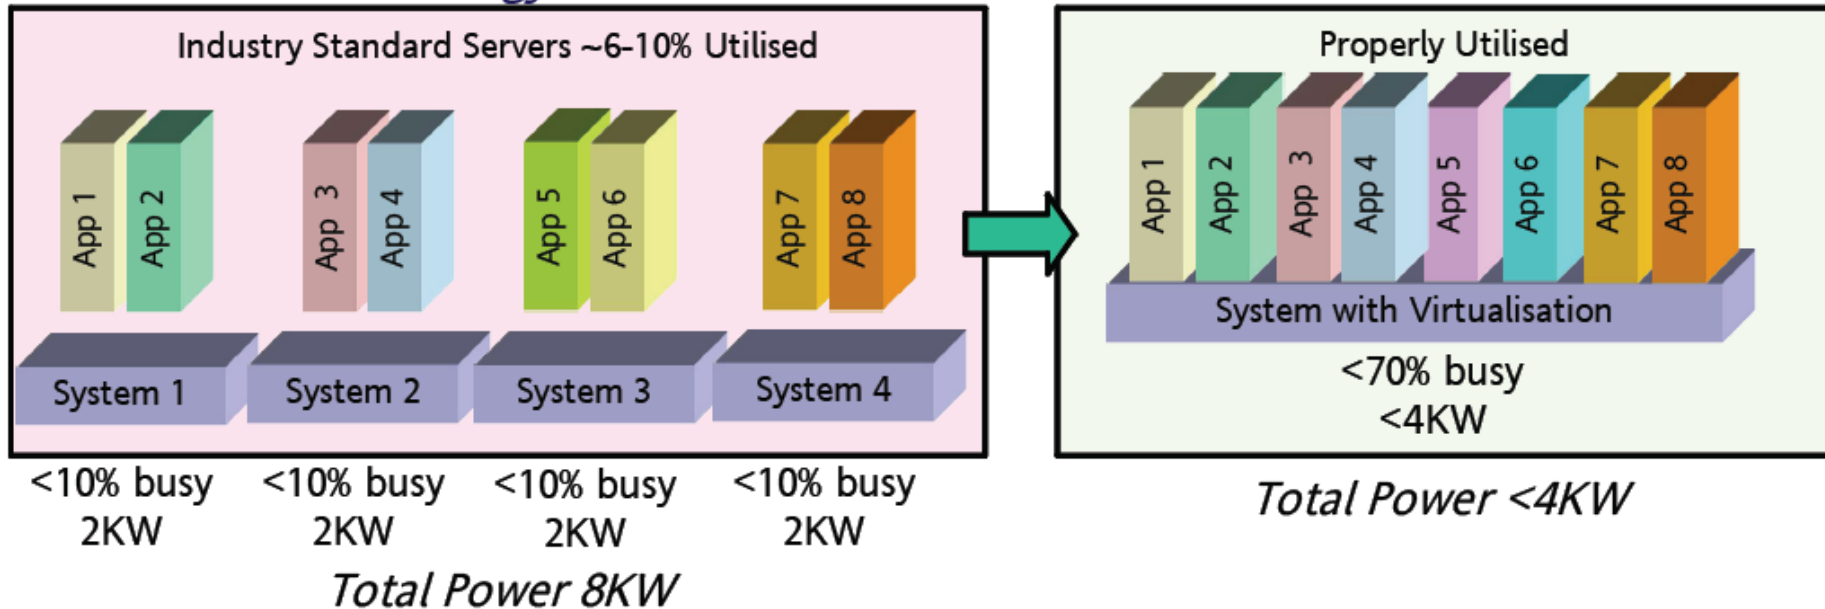 Industry Standard Servers ~6-10% Utilised
App 1
App 2
App 3
App 4
App 5
App 6
App 7
App 8
System 1
System 2
System 3
System 4
<10% busy
2KW
<10% busy
2KW
<10% busy
2KW
<10% busy
2KW
Total Power 8KW
Properly Utilised
App 1
App 2
App 3
App 4
App 5
App 6
App 7
App 8
System with Virtualisation
<70% busy
<4KW
Total Power <4KW